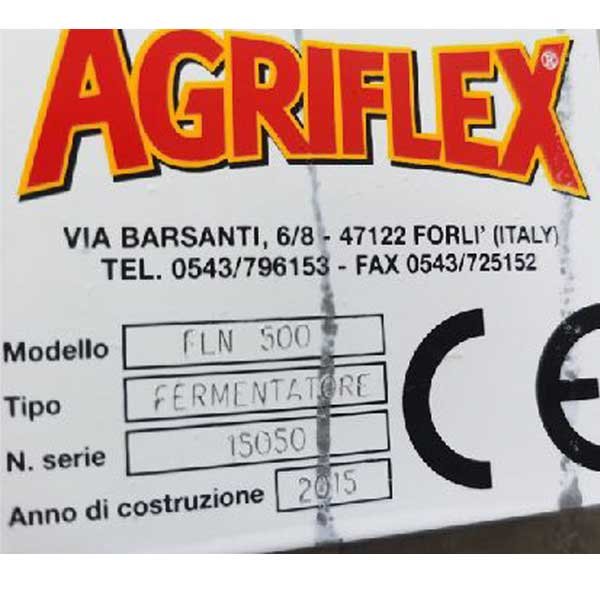 AGRIFLEX®
VIA BARSANTI, 6/8 - 47122 FORLI' (ITALY)
TEL. 0543/796153 - FAX 0543/725152
Modello FLN 500
Tipo FERMENTATORE
N. serie 15050
Anno di costruzione 2015
CE